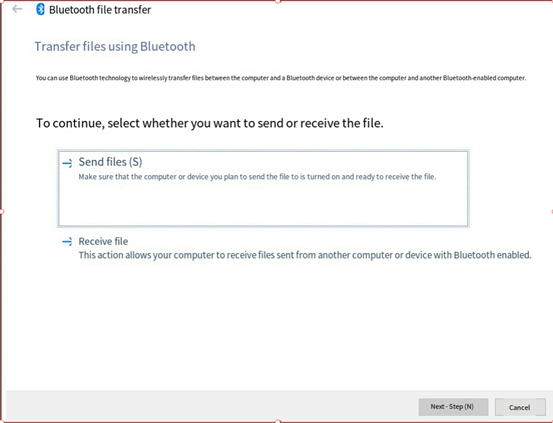 Bluetooth file transfer
Transfer files using Bluetooth
You can use Bluetooth technology to wirelessly transfer files between the computer and a Bluetooth device or between the computer and another Bluetooth-enabled computer.
To continue, select whether you want to send or receive the file.
Send files (S)
Make sure that the computer or device you plan to send the file to is turned on and ready to receive the file.
Receive file
This action allows your computer to receive files sent from another computer or device with Bluetooth enabled.
Next - Step (N)
Cancel